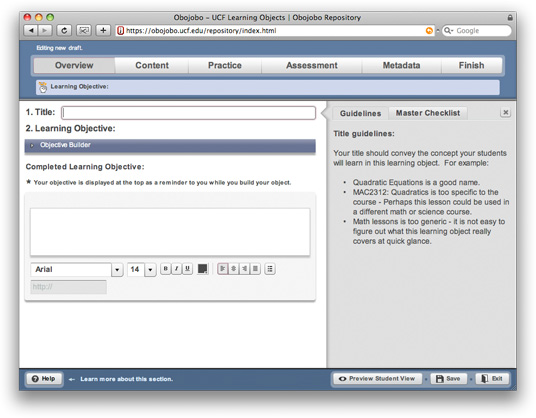 Obojobo – UCF Learning Objects | Obojobo Repository
https://obojobo.ucf.edu/repository/index.html
Google
Editing new draft.
Overview
Content
Practice
Assessment
Metadata
Finish
Learning Objective:
1. Title:
2. Learning Objective:
Objective Builder
Completed Learning Objective:
★ Your objective is displayed at the top as a reminder to you while you build your object.
Arial
14
B I U
http://
Guidelines
Master Checklist
Title guidelines:
Your title should convey the concept your students
will learn in this learning object. For example:
• Quadratic Equations is a good name.
• MAC2312: Quadratics is too specific to the
course - Perhaps this lesson could be used in
a different math or science course.
• Math lessons is too generic - it is not easy to
figure out what this learning object really
covers at quick glance.
? Help
← Learn more about this section.
Preview Student View
Save
Exit